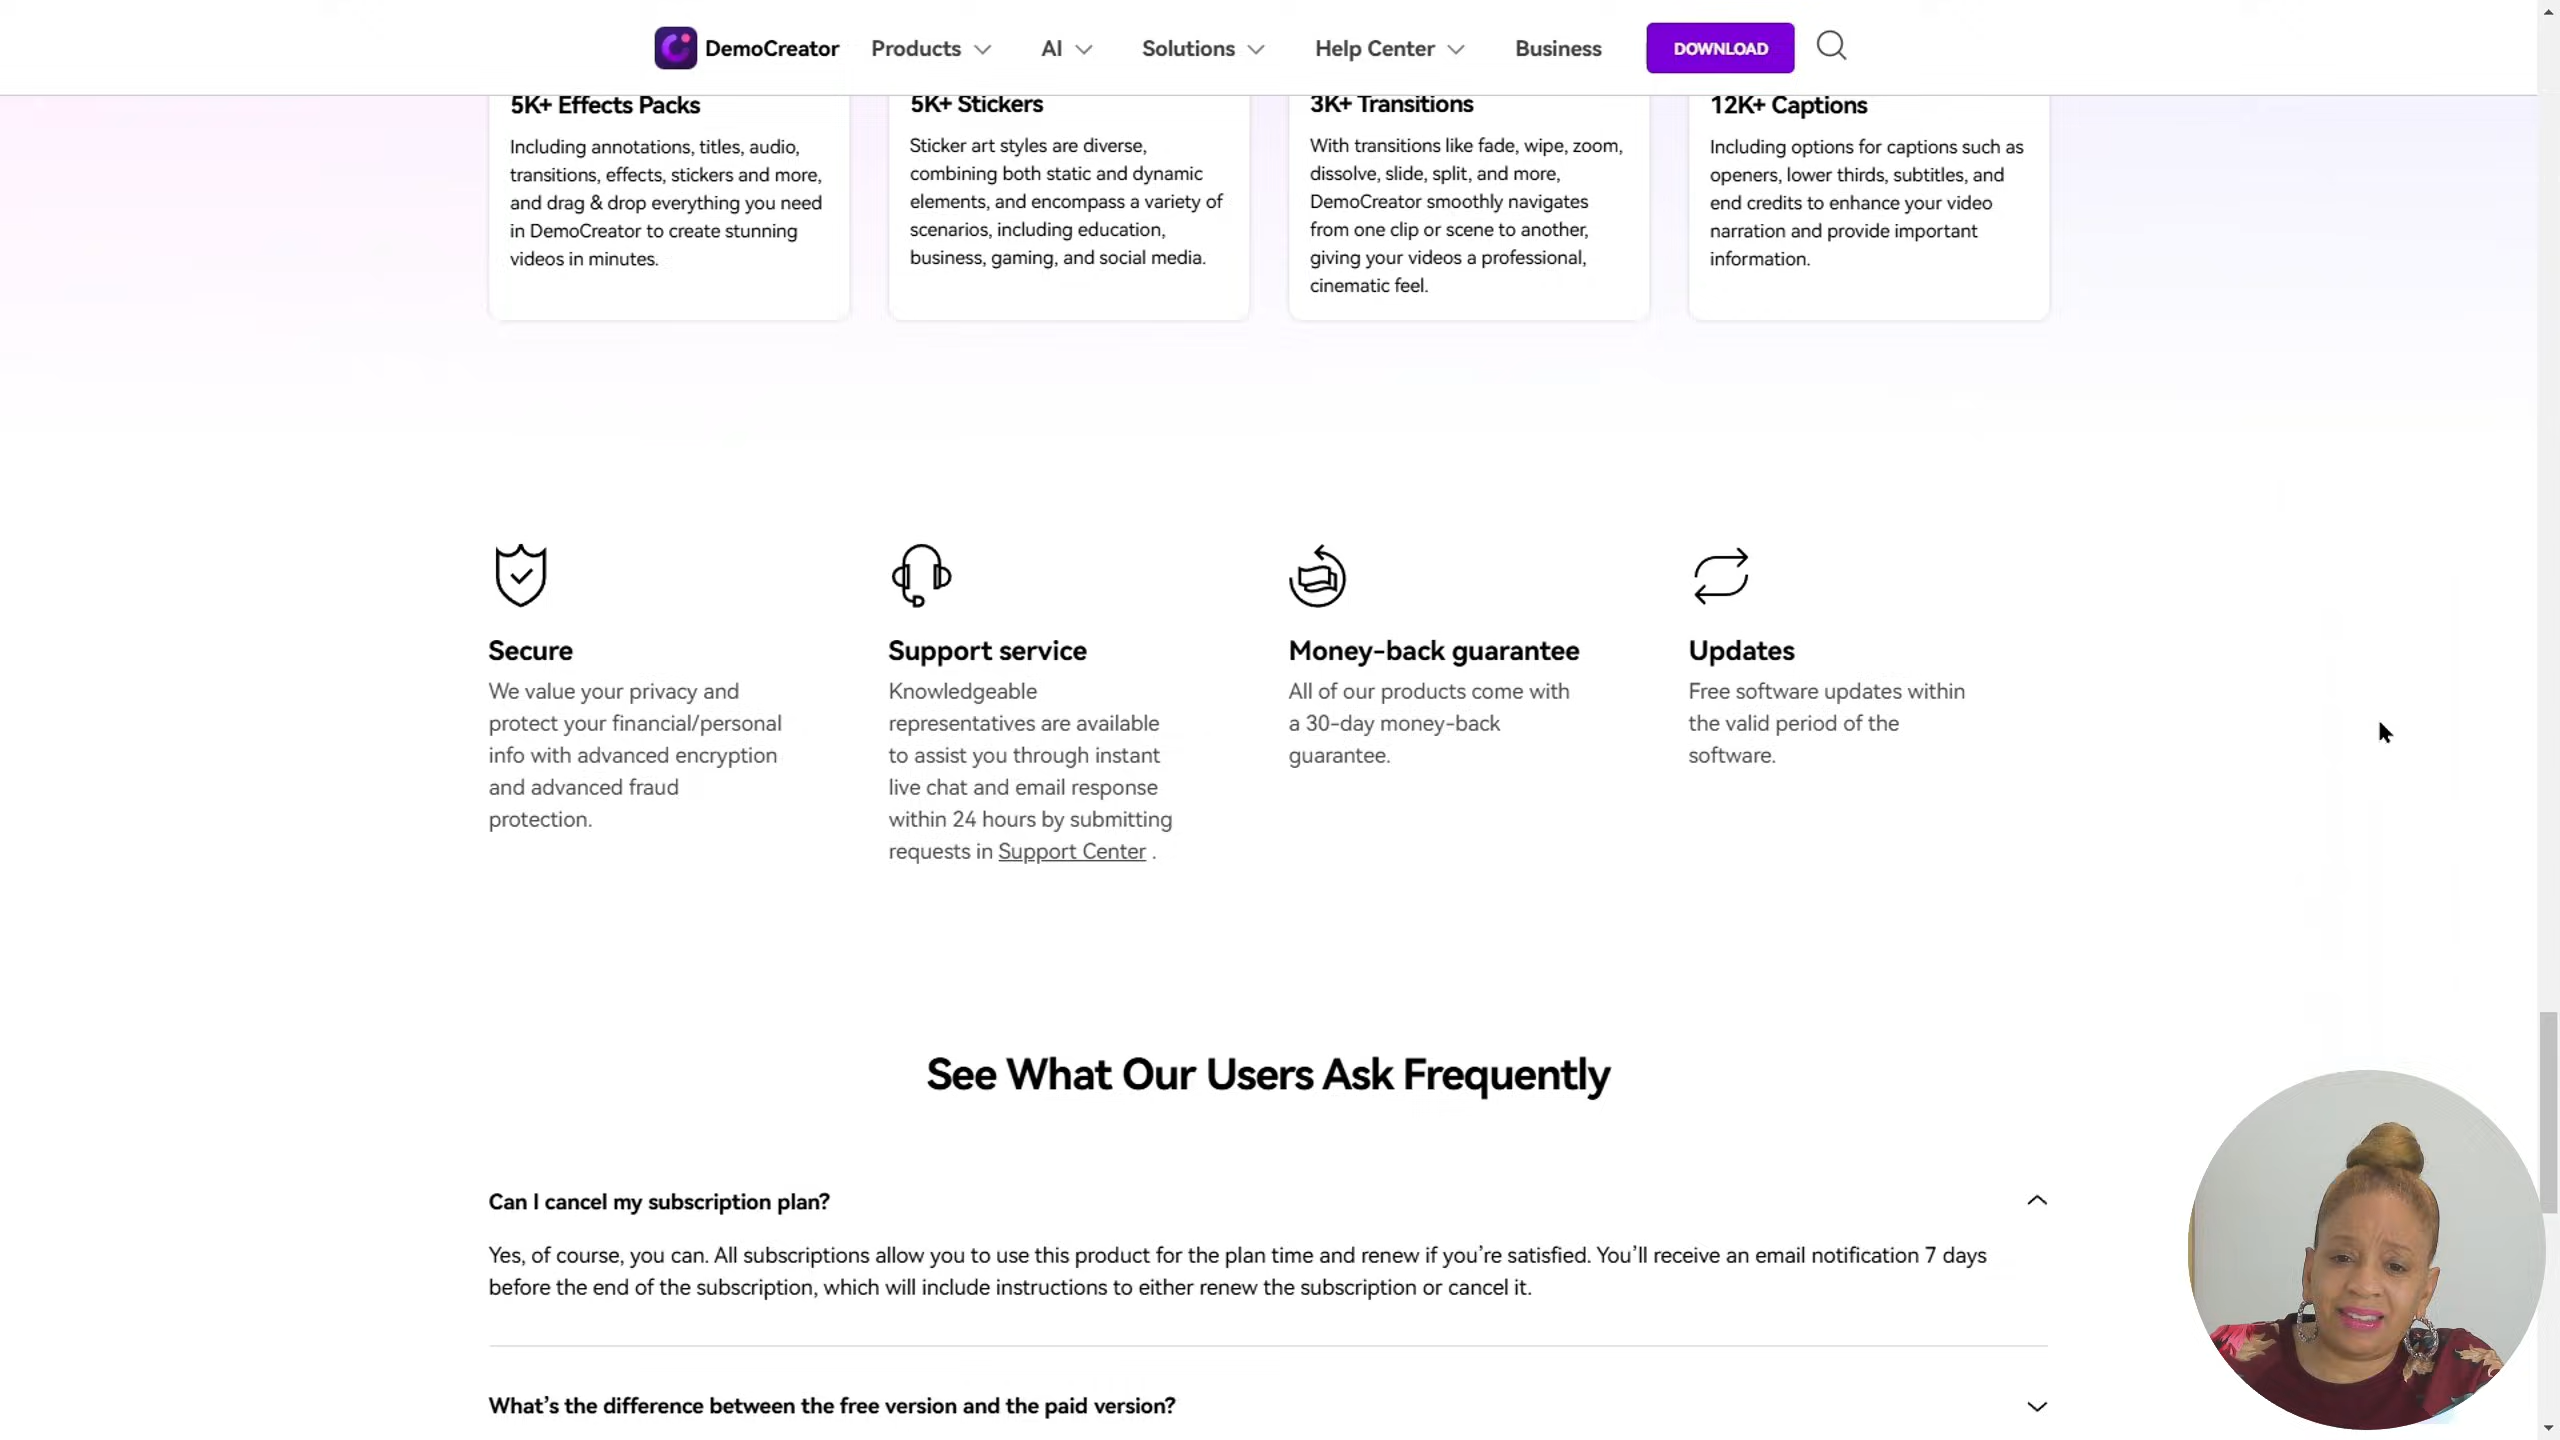 DemoCreator Products AI Solutions Help Center Business DOWNLOAD
5K+ Effects Packs
Including annotations, titles, audio,
transitions, effects, stickers and more,
and drag & drop everything you need
in DemoCreator to create stunning
videos in minutes.
5K+ Stickers
Sticker art styles are diverse,
combining both static and dynamic
elements, and encompass a variety of
scenarios, including education,
business, gaming, and social media.
3K+ Transitions
With transitions like fade, wipe, zoom,
dissolve, slide, split, and more,
DemoCreator smoothly navigates
from one clip or scene to another,
giving your videos a professional,
cinematic feel.
12K+ Captions
Including options for captions such as
openers, lower thirds, subtitles, and
end credits to enhance your video
narration and provide important
information.
Secure
We value your privacy and
protect your financial/personal
info with advanced encryption
and advanced fraud
protection.
Support service
Knowledgeable
representatives are available
to assist you through instant
live chat and email response
within 24 hours by submitting
requests in Support Center .
Money-back guarantee
All of our products come with
a 30-day money-back
guarantee.
Updates
Free software updates within
the valid period of the
software.
See What Our Users Ask Frequently
Can I cancel my subscription plan?
Yes, of course, you can. All subscriptions allow you to use this product for the plan time and renew if you’re satisfied. You’ll receive an email notification 7 days
before the end of the subscription, which will include instructions to either renew the subscription or cancel it.
What’s the difference between the free version and the paid version?